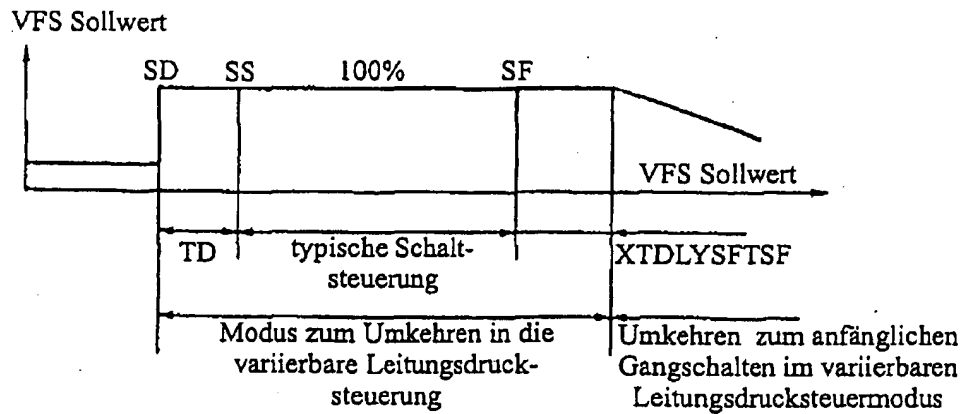 VFS Sollwert
SD SS 100% SF
VFS Sollwert
TD
typische Schalt-
steuerung
XTDLYSFTSF
Modus zum Umkehren in die
variierbare Leitungsdruck-
steuerung
Umkehren zum anfänglichen
Gangschalten im variierbaren
Leitungsdrucksteuermodus